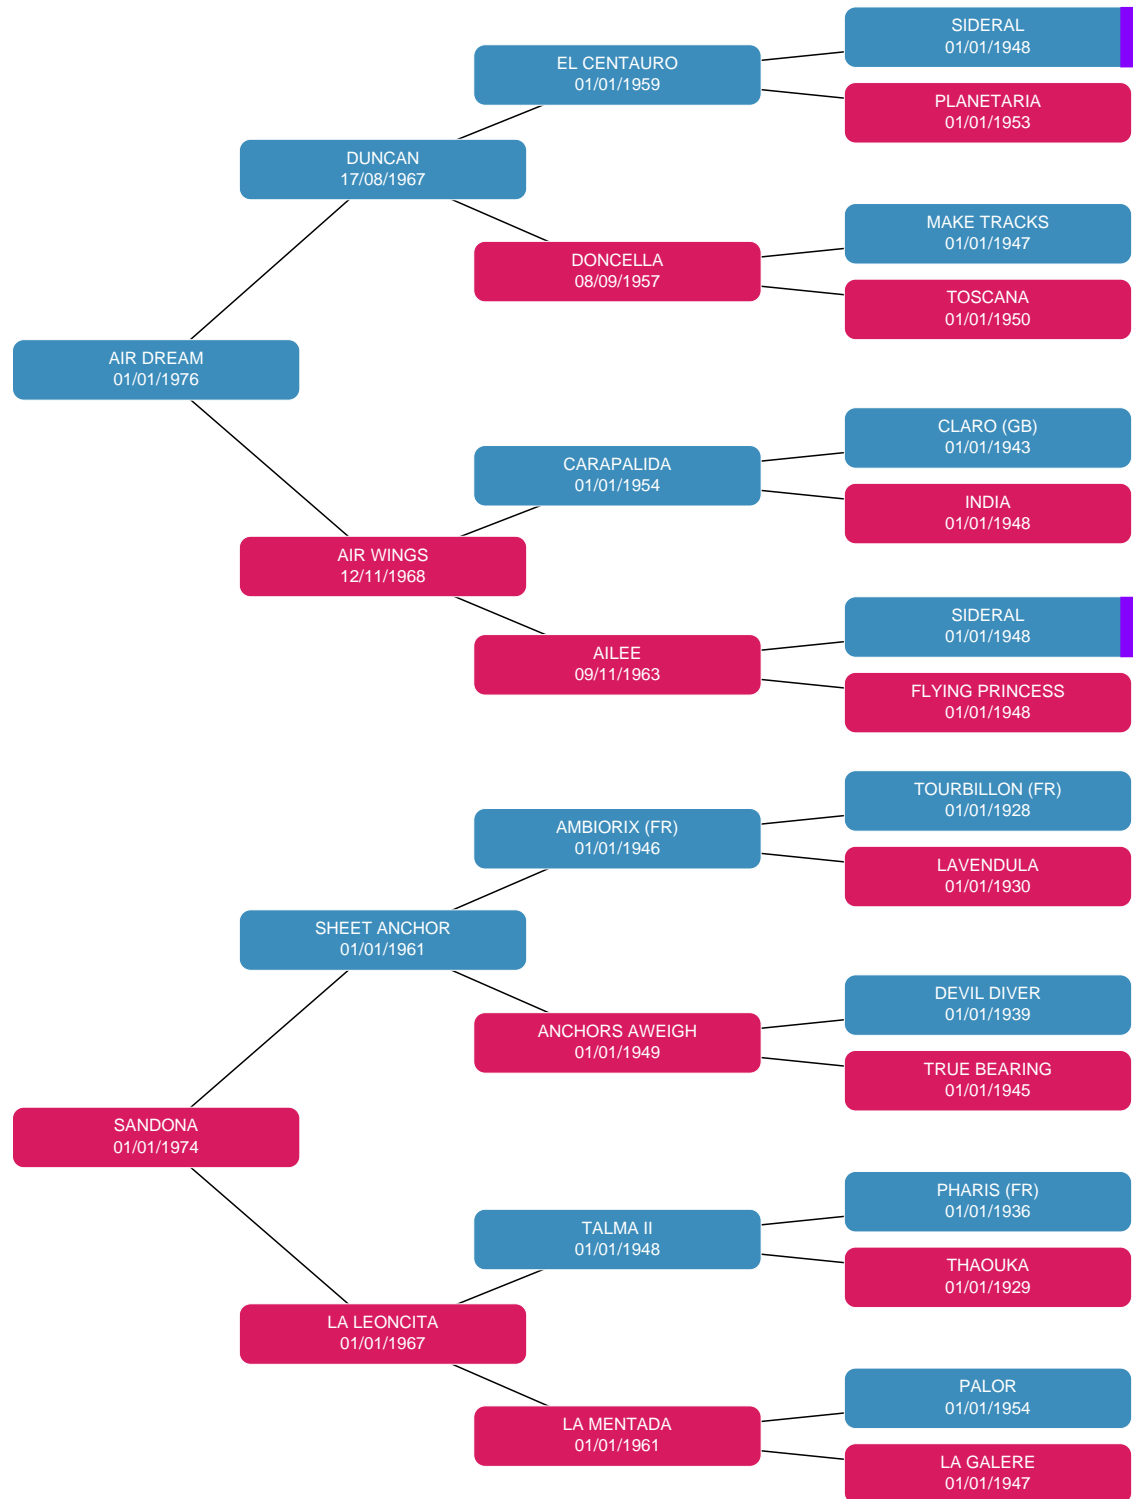 SIDERAL
01/01/1948
EL CENTAURO
01/01/1959
PLANETARIA
01/01/1953
DUNCAN
17/08/1967
MAKE TRACKS
01/01/1947
DONCELLA
08/09/1957
TOSCANA
01/01/1950
AIR DREAM
01/01/1976
CLARO (GB)
01/01/1943
CARAPALIDA
01/01/1954
INDIA
01/01/1948
AIR WINGS
12/11/1968
SIDERAL
01/01/1948
AILEE
09/11/1963
FLYING PRINCESS
01/01/1948
TOURBILLON (FR)
01/01/1928
AMBIORIX (FR)
01/01/1946
LAVENDULA
01/01/1930
SHEET ANCHOR
01/01/1961
DEVIL DIVER
01/01/1939
ANCHORS AWEIGH
01/01/1949
TRUE BEARING
01/01/1945
SANDONA
01/01/1974
PHARIS (FR)
01/01/1936
TALMA II
01/01/1948
THAOUKA
01/01/1929
LA LEONCITA
01/01/1967
PALOR
01/01/1954
LA MENTADA
01/01/1961
LA GALERE
01/01/1947